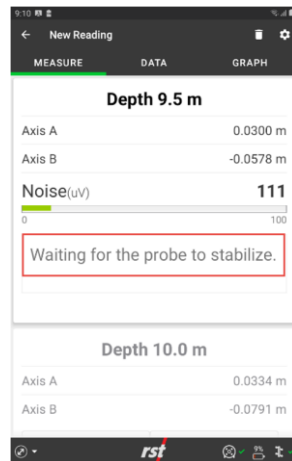 9:10
New Reading
MEASURE DATA GRAPH
Depth 9.5 m
Axis A 0.0300 m
Axis B -0.0578 m
Noise(uV) 111
0 100
Waiting for the probe to stabilize.
Depth 10.0 m
Axis A 0.0334 m
Axis B -0.0791 m
rst